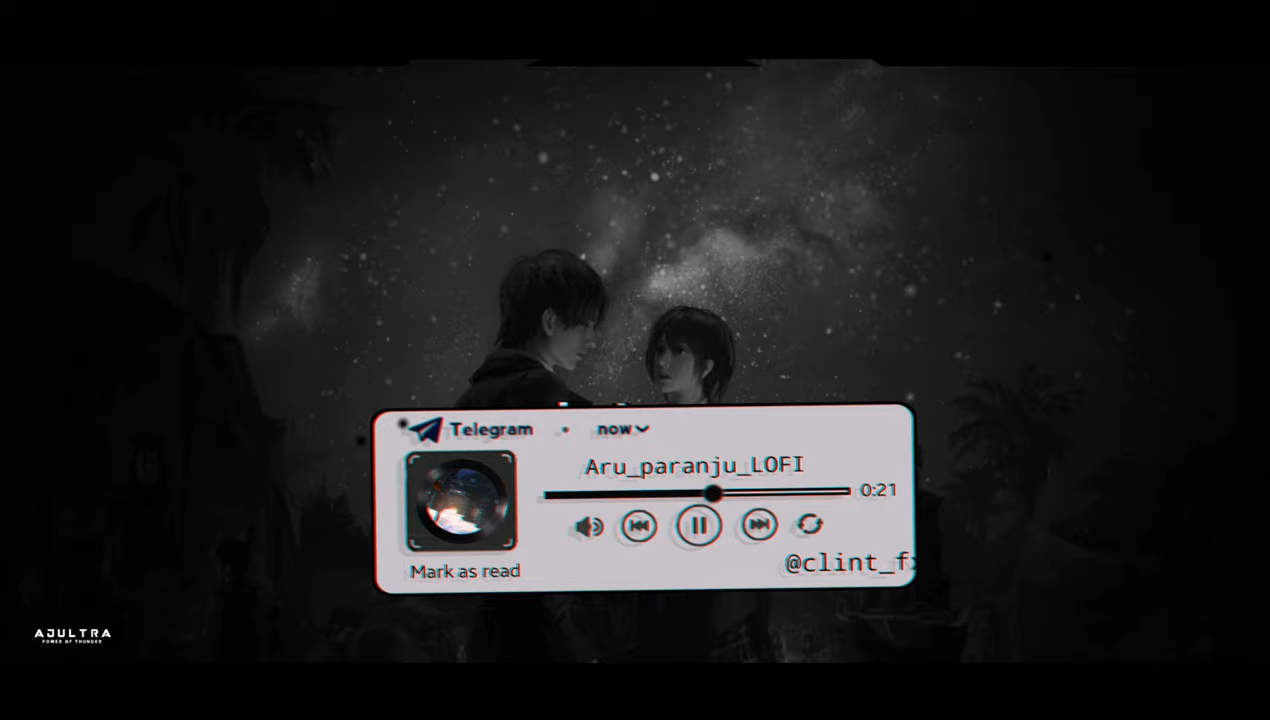 Telegram • now
Aru_paranju_LOFI
0:21
@clint_f
Mark as read
AJULTRA
POWER OF THUNDER